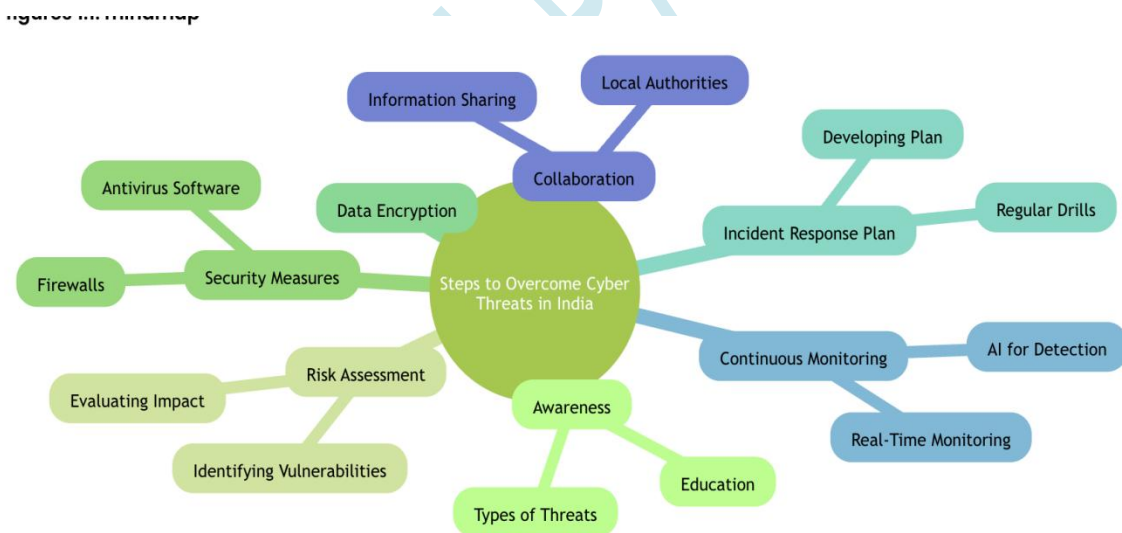 Information Sharing
Local Authorities
Collaboration
Developing Plan
Regular Drills
Incident Response Plan
Antivirus Software
Data Encryption
Firewalls
Security Measures
Steps to Overcome Cyber
Threats in India
Continuous Monitoring
AI for Detection
Real-Time Monitoring
Risk Assessment
Evaluating Impact
Identifying Vulnerabilities
Awareness
Education
Types of Threats